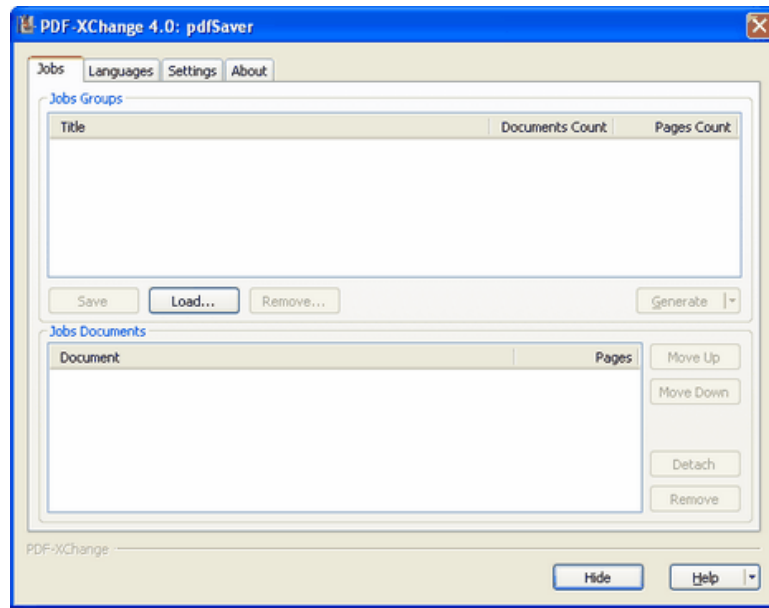 PDF-XChange 4.0: pdfSaver
Jobs Languages Settings About
Jobs Groups
Title Documents Count Pages Count
Save Load... Remove... Generate
Jobs Documents
Document Pages
Move Up
Move Down
Detach
Remove
PDF-XChange
Hide Help